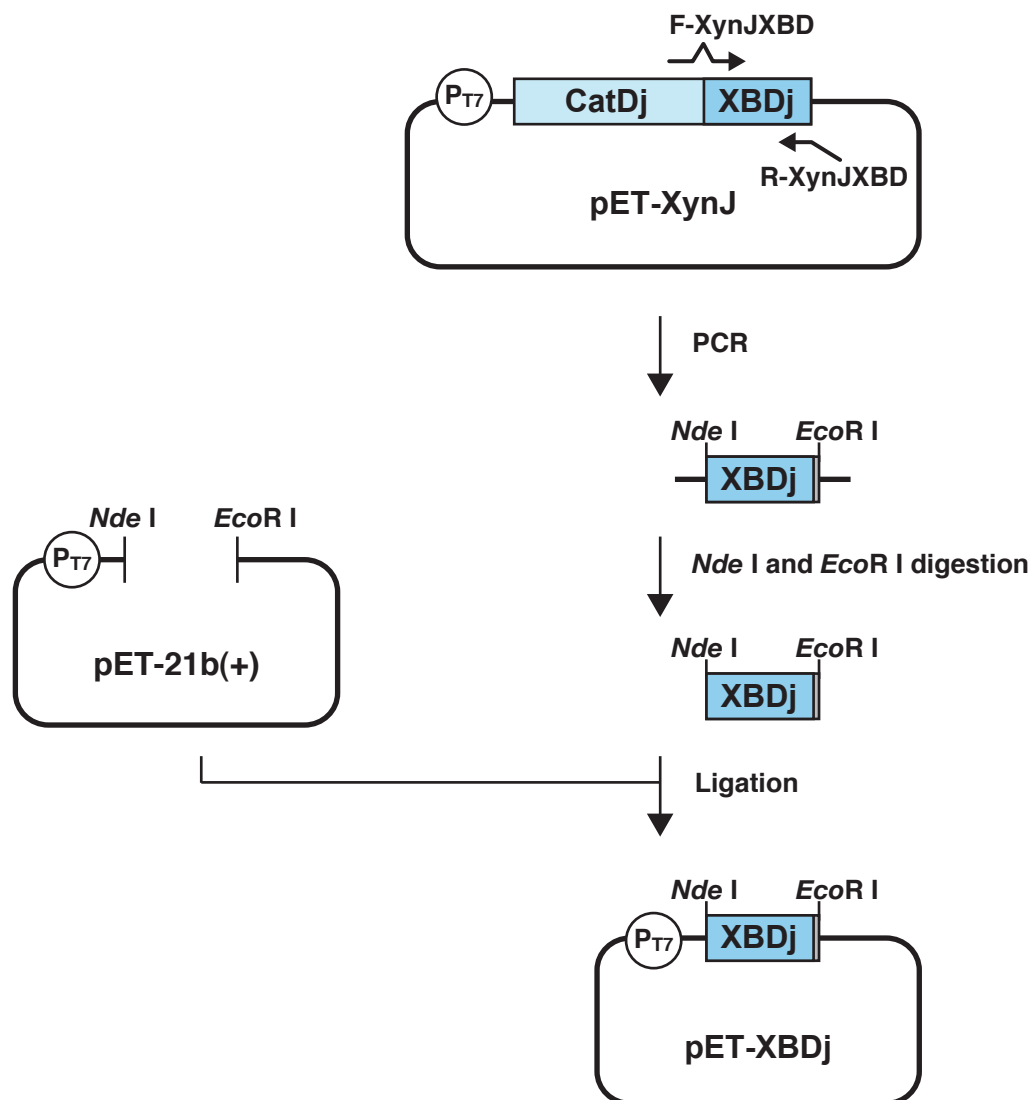 F-XynJXBD
PT7
CatDj
XBDj
R-XynJXBD
pET-XynJ
PCR
Nde I
EcoR I
XBDj
Nde I
EcoR I
PT7
pET-21b(+)
Nde I and EcoR I digestion
Nde I
EcoR I
XBDj
Ligation
Nde I
EcoR I
PT7
XBDj
pET-XBDj